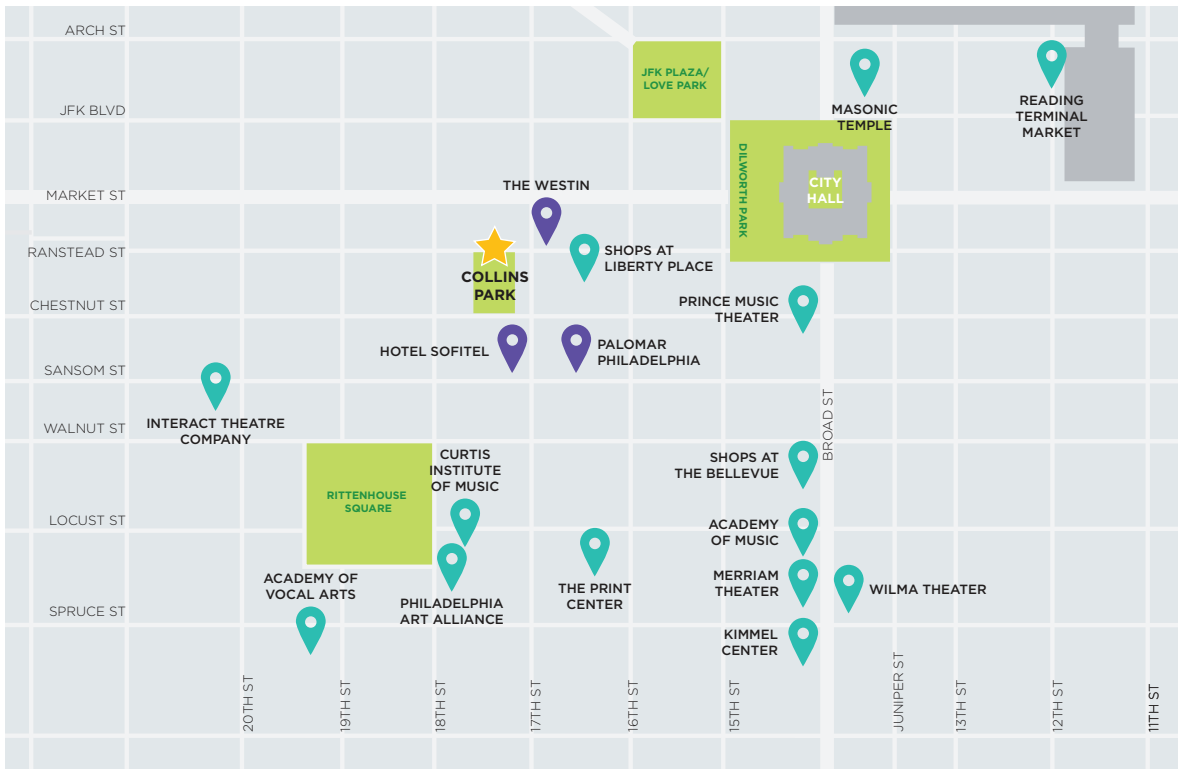 ARCH ST
JFK PLAZA/
LOVE PARK
JFK BLVD
MASONIC
TEMPLE
READING
TERMINAL
MARKET
DILWORTH PARK
CITY
HALL
MARKET ST
THE WESTIN
RANSTEAD ST
SHOPS AT
LIBERTY PLACE
COLLINS
PARK
CHESTNUT ST
PRINCE MUSIC
THEATER
HOTEL SOFITEL
PALOMAR
PHILADELPHIA
SANSOM ST
INTERACT THEATRE
COMPANY
WALNUT ST
BROAD ST
CURTIS
INSTITUTE
OF MUSIC
SHOPS AT
THE BELLEVUE
RITTENHOUSE
SQUARE
LOCUST ST
ACADEMY
OF MUSIC
ACADEMY OF
VOCAL ARTS
PHILADELPHIA
ART ALLIANCE
THE PRINT
CENTER
MERRIAM
THEATER
WILMA THEATER
SPRUCE ST
KIMMEL
CENTER
20TH ST
19TH ST
18TH ST
17TH ST
16TH ST
15TH ST
JUNIPER ST
13TH ST
12TH ST
11TH ST